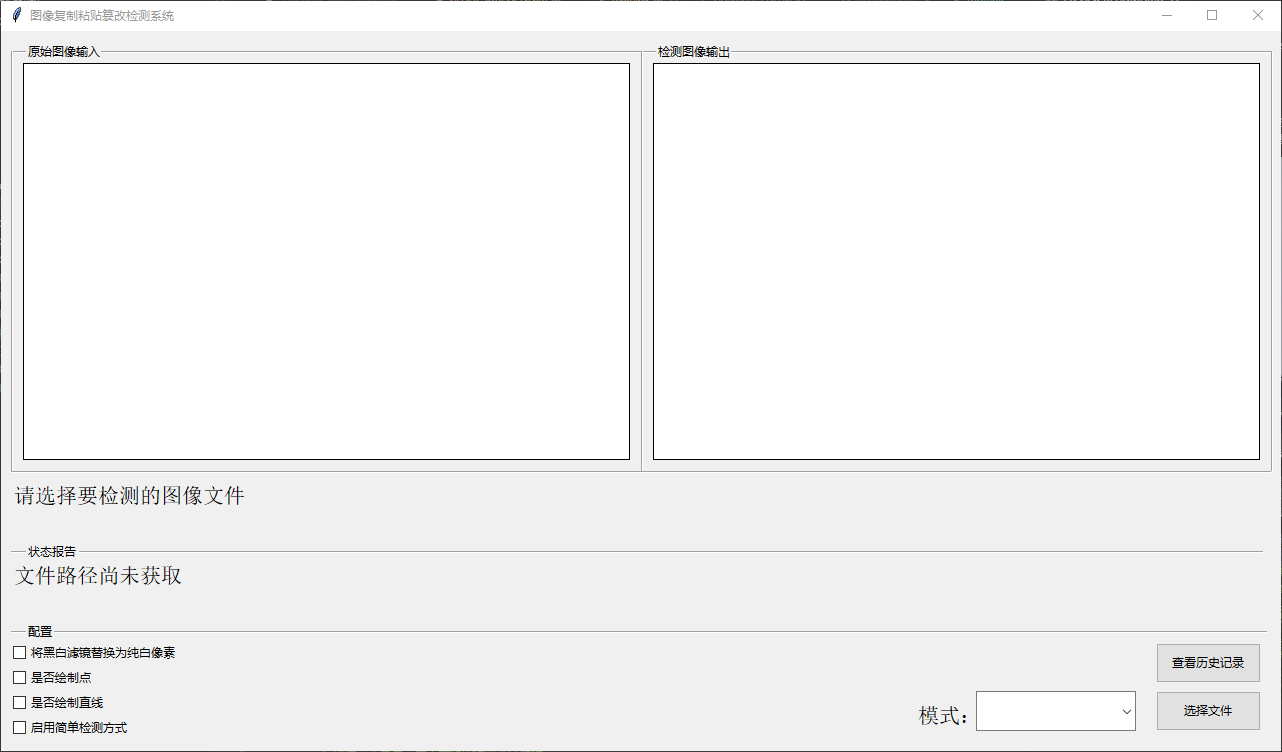 图像复制粘贴篡改检测系统
原始图像输入
检测图像输出
请选择要检测的图像文件
状态报告
文件路径尚未获取
配置
将黑白滤镜替换为纯白像素
是否绘制点
是否绘制直线
启用简单检测方式
查看历史记录
模式：
选择文件